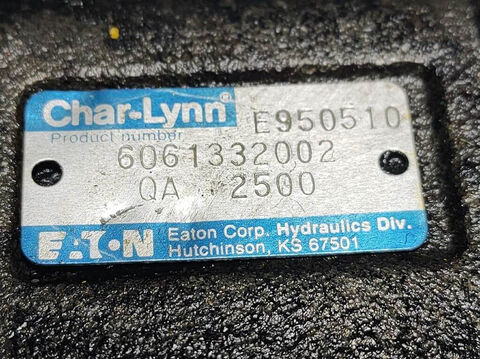 Char-Lynn® E950510
Product number
6061332002
QA 2500
EATON Eaton Corp. Hydraulics Div.
Hutchinson, KS 67501